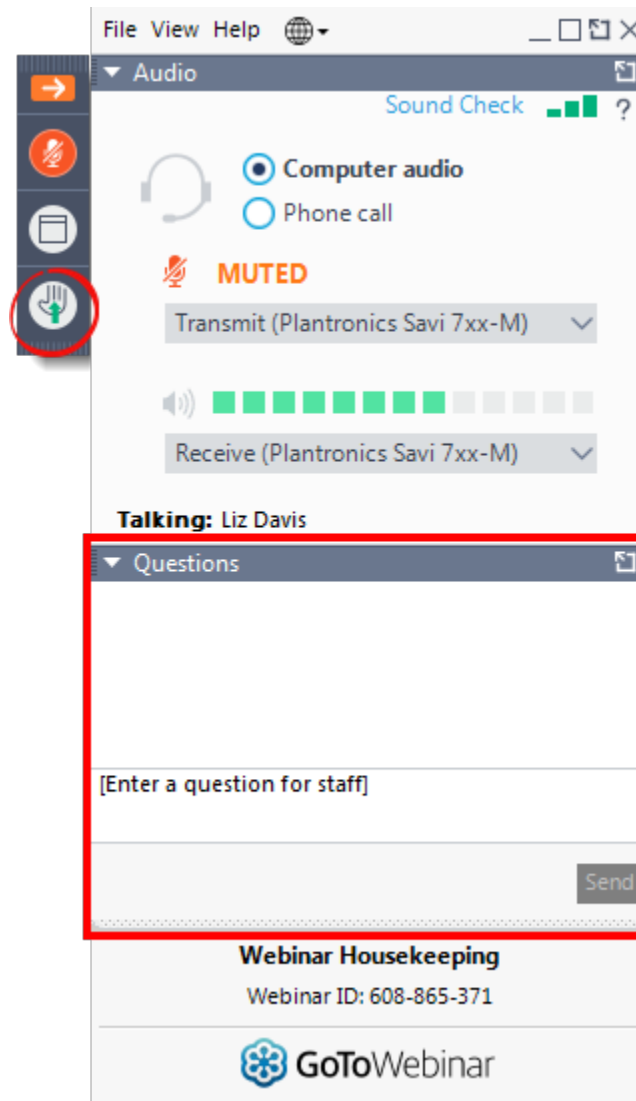 File View Help
Audio
Sound Check ?
Computer audio
Phone call
MUTED
Transmit (Plantronics Savi 7xx-M)
Receive (Plantronics Savi 7xx-M)
Talking: Liz Davis
Questions
[Enter a question for staff]
Send
Webinar Housekeeping
Webinar ID: 608-865-371
GoToWebinar